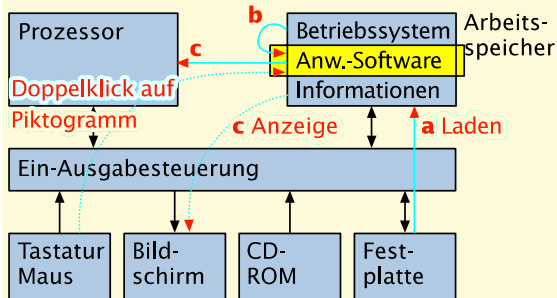 Prozessor
b
Betriebssystem
Arbeits-
speicher
c
Anw.-Software
Doppelklick auf
Piktogramm
Informationen
c Anzeige
a Laden
Ein-Ausgabesteuerung
Tastatur
Maus
Bild-
schirm
CD-
ROM
Fest-
platte